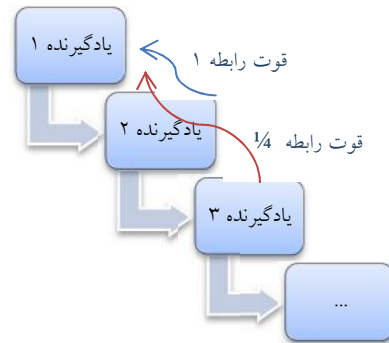 یادگیرنده ۱
قوت رابطه ۱
یادگیرنده ۲
قوت رابطه ¼
یادگیرنده ۳
...